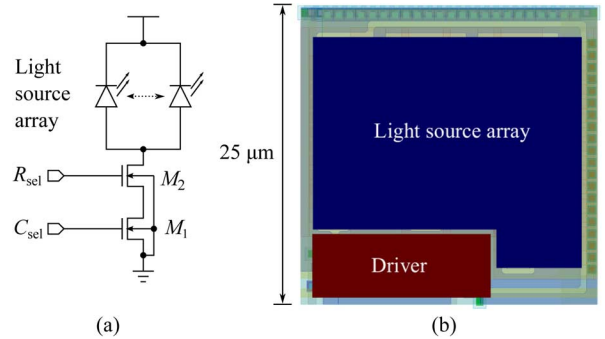 Light
source
array
R_sel
M_2
C_sel
M_1
(a)
25 μm
Light source array
Driver
(b)